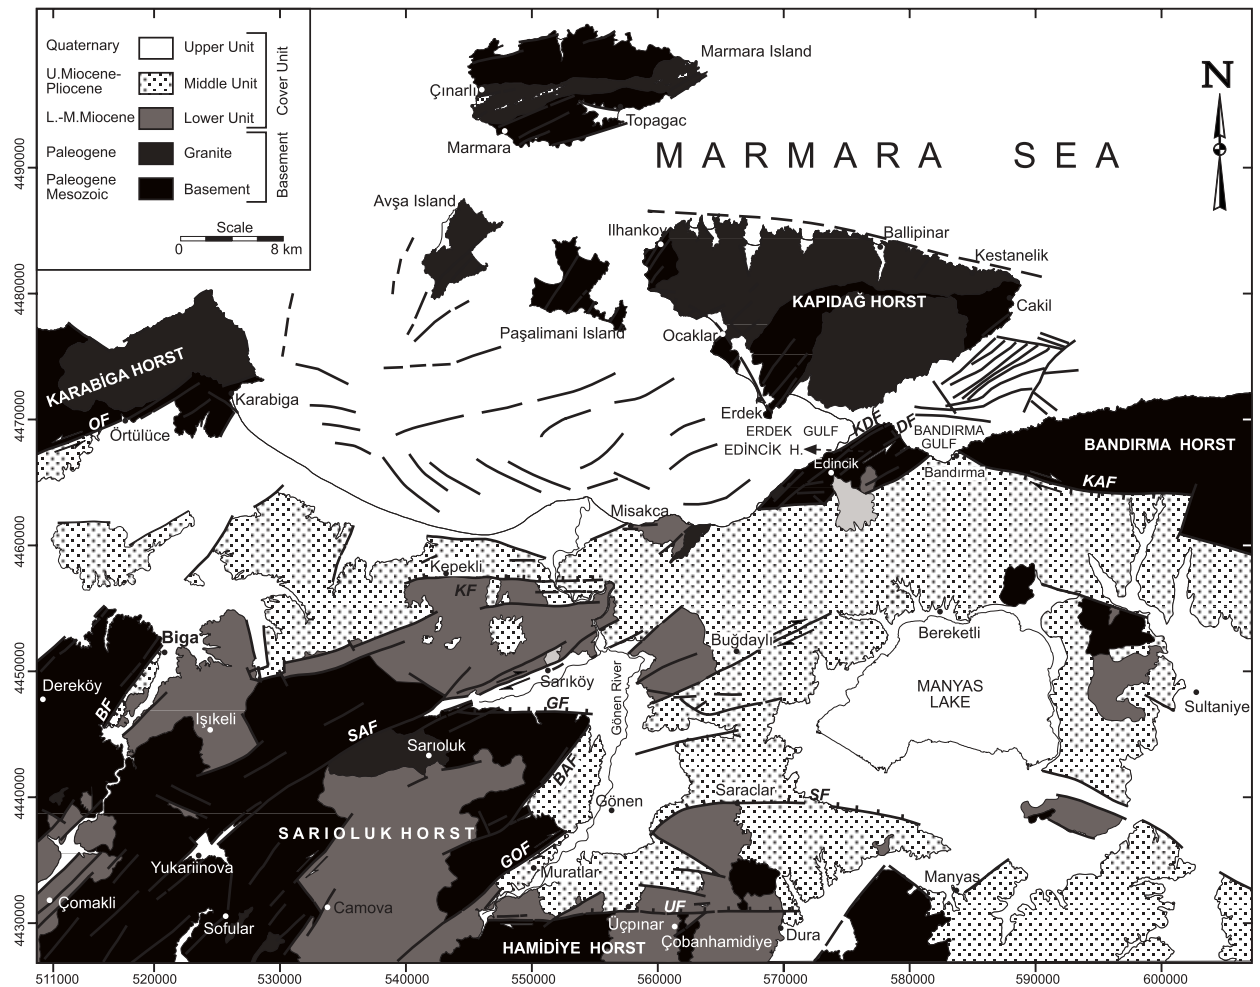 Quaternary
Upper Unit
U.Miocene-
Pliocene
Middle Unit
L.-M.Miocene
Lower Unit
Cover Unit
Paleogene
Granite
Paleogene
Mesozoic
Basement
Basement
Scale
0 8 km
N
Marmara Island
Çınarlı
Topagac
Marmara
MARMARA SEA
Avşa Island
Ilhankoy
Ballipinar
Kestanelik
KAPIDAĞ HORST
Cakil
Paşalimani Island
Ocaklar
KARABİGA HORST
Karabiga
OF
Örtülüce
Erdek
ERDEK GULF
KDF
DF
BANDIRMA
GULF
EDİNCİK H.
Edincik
Bandırma
BANDIRMA HORST
KAF
Misakca
Kepekli
KF
Biga
Buğdaylı
Bereketli
Dereköy
BF
Işıkeli
Sarıköy
GF
Gönen River
MANYAS
LAKE
Sultaniye
SAF
Sarıoluk
BAF
Gönen
Saraclar
SF
SARIOLUK HORST
GOF
Yukariinova
Muratlar
Manyas
Çomakli
Camova
Sofular
UF
Üçpınar
Çobanhamidiye
Dura
HAMİDİYE HORST
4490000
4480000
4470000
4460000
4450000
4440000
4430000
511000 520000 530000 540000 550000 560000 570000 580000 590000 600000